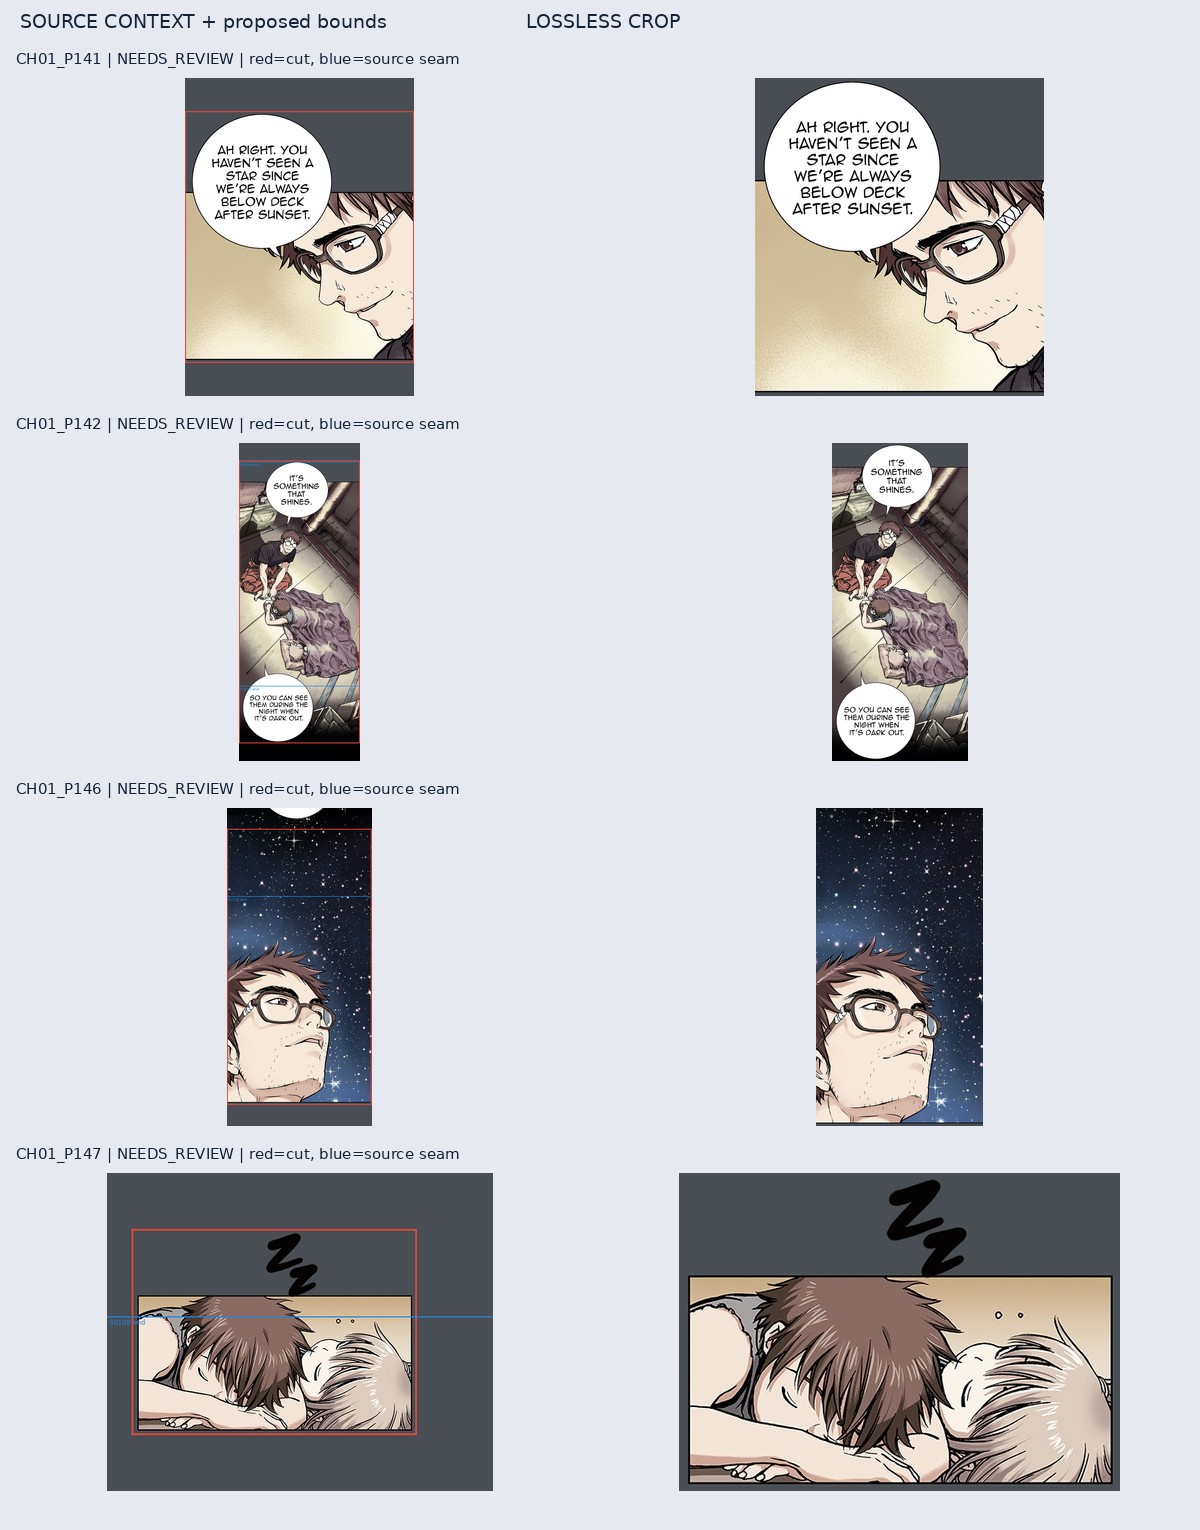 SOURCE CONTEXT + proposed bounds
LOSSLESS CROP
CH01_P141 | NEEDS_REVIEW | red=cut, blue=source seam
AH RIGHT. YOU
HAVEN'T SEEN A
STAR SINCE
WE'RE ALWAYS
BELOW DECK
AFTER SUNSET.
AH RIGHT. YOU
HAVEN'T SEEN A
STAR SINCE
WE'RE ALWAYS
BELOW DECK
AFTER SUNSET.
CH01_P142 | NEEDS_REVIEW | red=cut, blue=source seam
IT'S
SOMETHING
THAT
SHINES.
SO YOU CAN SEE
THEM DURING THE
NIGHT WHEN
IT'S DARK OUT.
IT'S
SOMETHING
THAT
SHINES.
SO YOU CAN SEE
THEM DURING THE
NIGHT WHEN
IT'S DARK OUT.
CH01_P146 | NEEDS_REVIEW | red=cut, blue=source seam
CH01_P147 | NEEDS_REVIEW | red=cut, blue=source seam
Z
Z
Z
Z